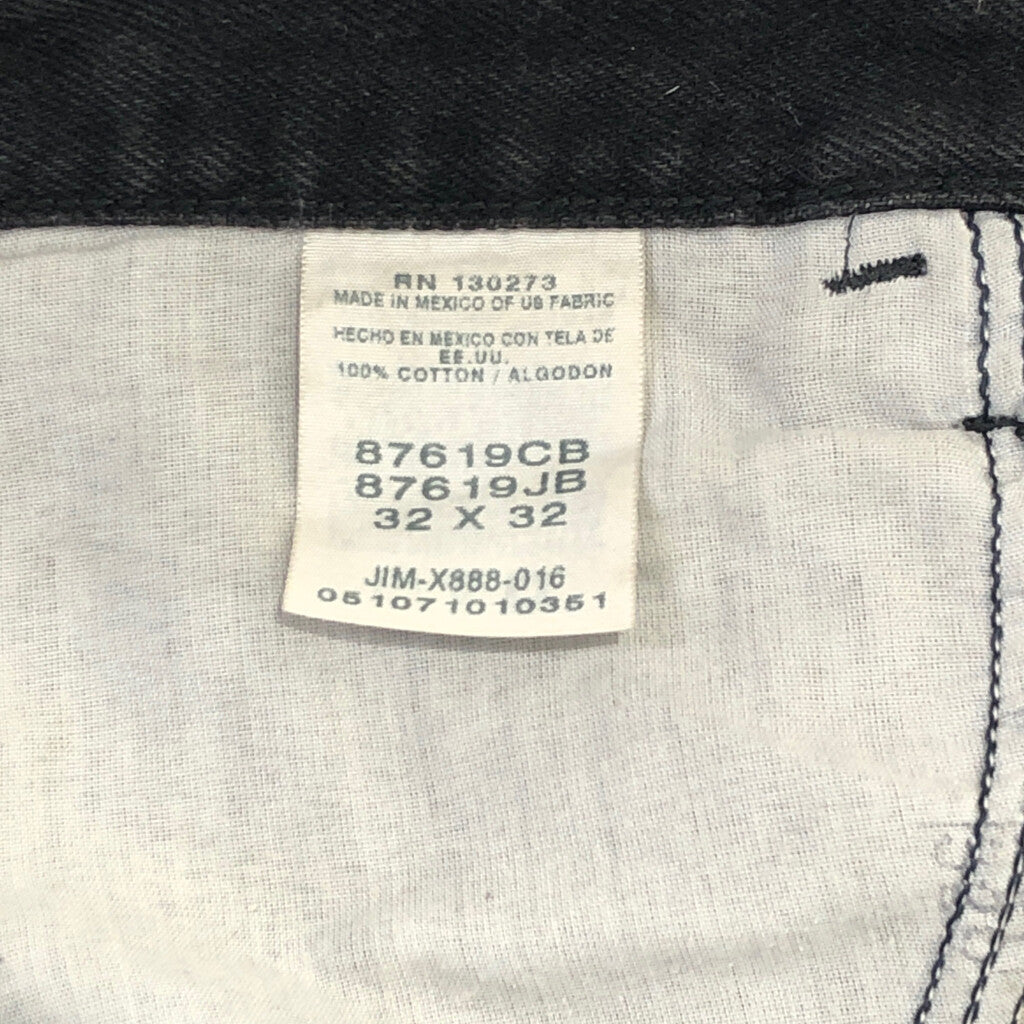 RN 130273
MADE IN MEXICO OF US FABRIC
HECHO EN MEXICO CON TELA DE
EE.UU.
100% COTTON / ALGODON
87619CB
87619JB
32 X 32
JIM-X888-016
051071010351